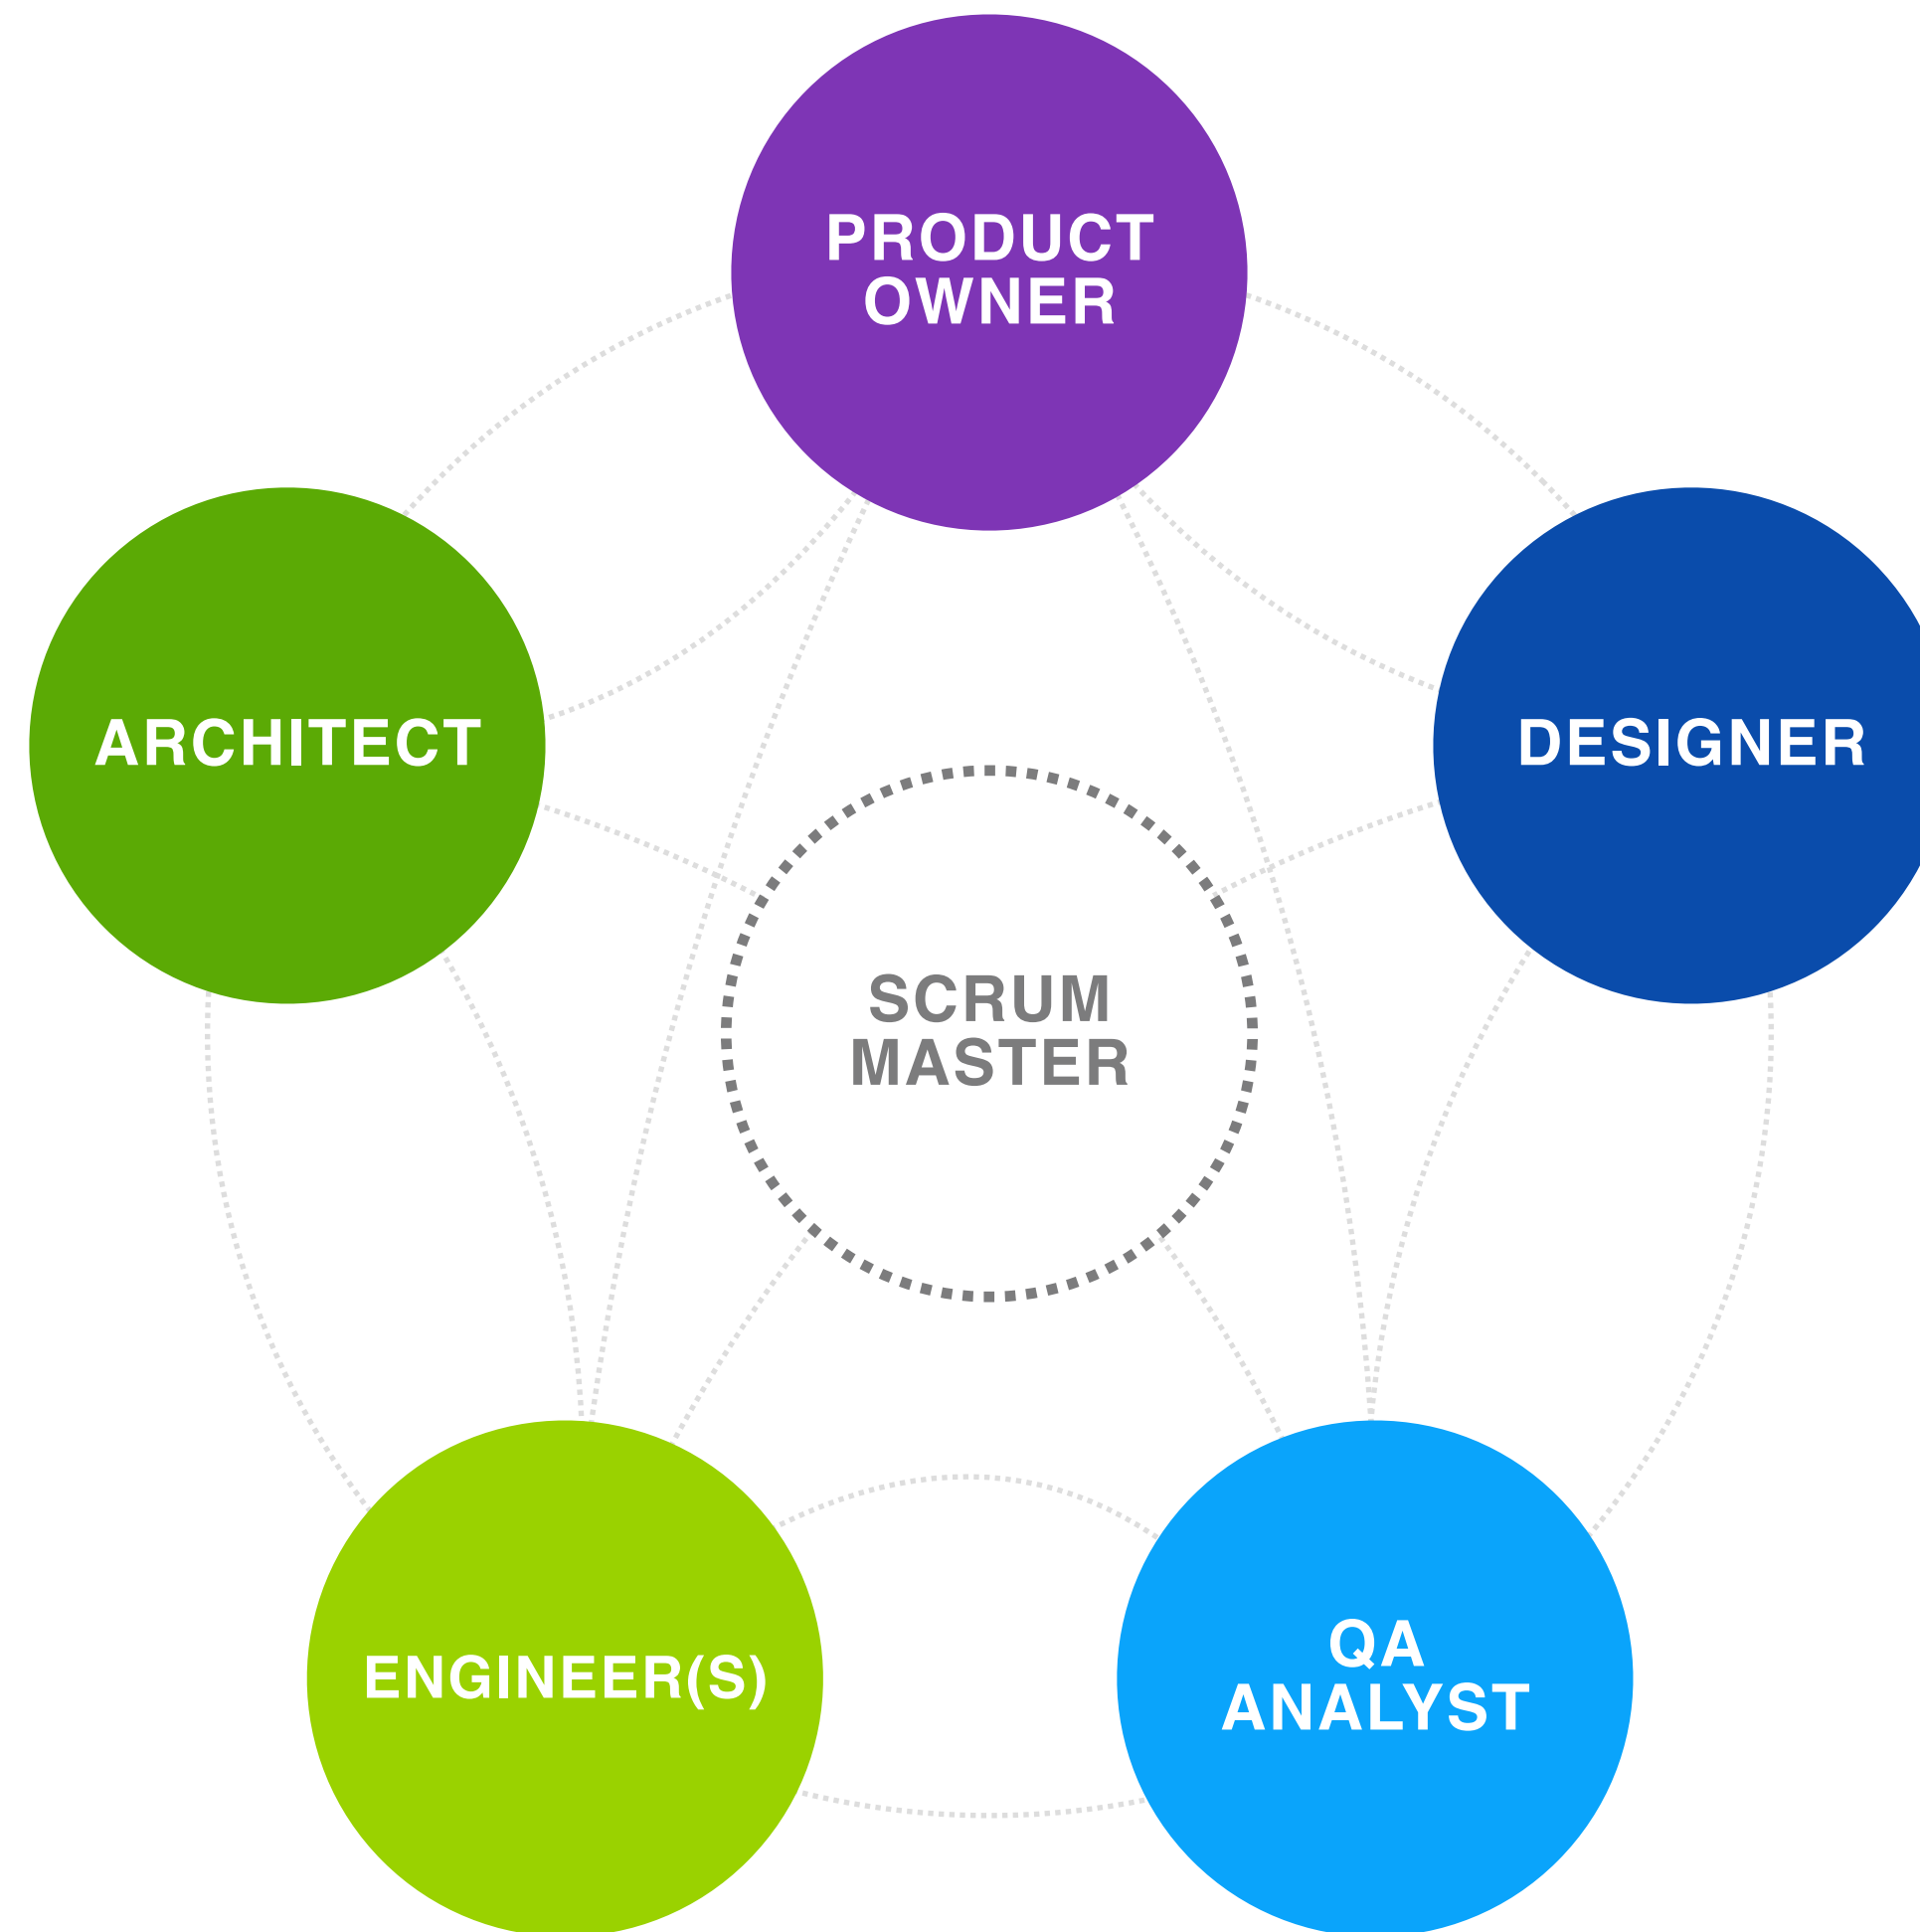 PRODUCT
OWNER
ARCHITECT
DESIGNER
SCRUM
MASTER
ENGINEER(S)
QA
ANALYST